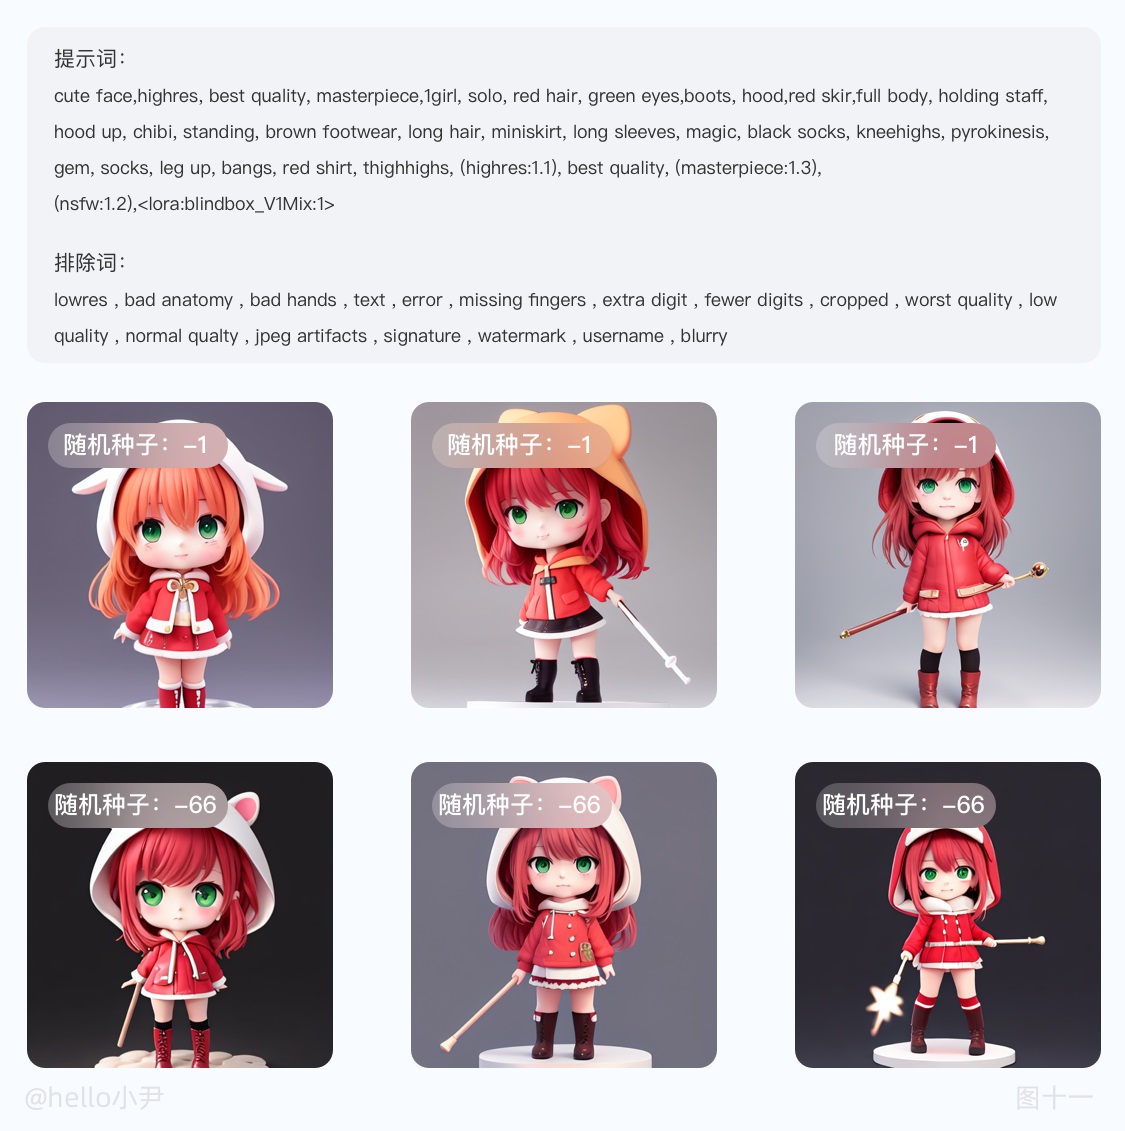 提示词：
cute face,highres, best quality, masterpiece,1girl, solo, red hair, green eyes,boots, hood,red skir,full body, holding staff,
hood up, chibi, standing, brown footwear, long hair, miniskirt, long sleeves, magic, black socks, kneehighs, pyrokinesis,
gem, socks, leg up, bangs, red shirt, thighhighs, (highres:1.1), best quality, (masterpiece:1.3),
(nsfw:1.2),<lora:blindbox_V1Mix:1>
排除词：
lowres , bad anatomy , bad hands , text , error , missing fingers , extra digit , fewer digits , cropped , worst quality , low
quality , normal qualty , jpeg artifacts , signature , watermark , username , blurry
随机种子：-1
随机种子：-1
随机种子：-1
随机种子：-66
随机种子：-66
随机种子：-66
@hello小尹
图十一